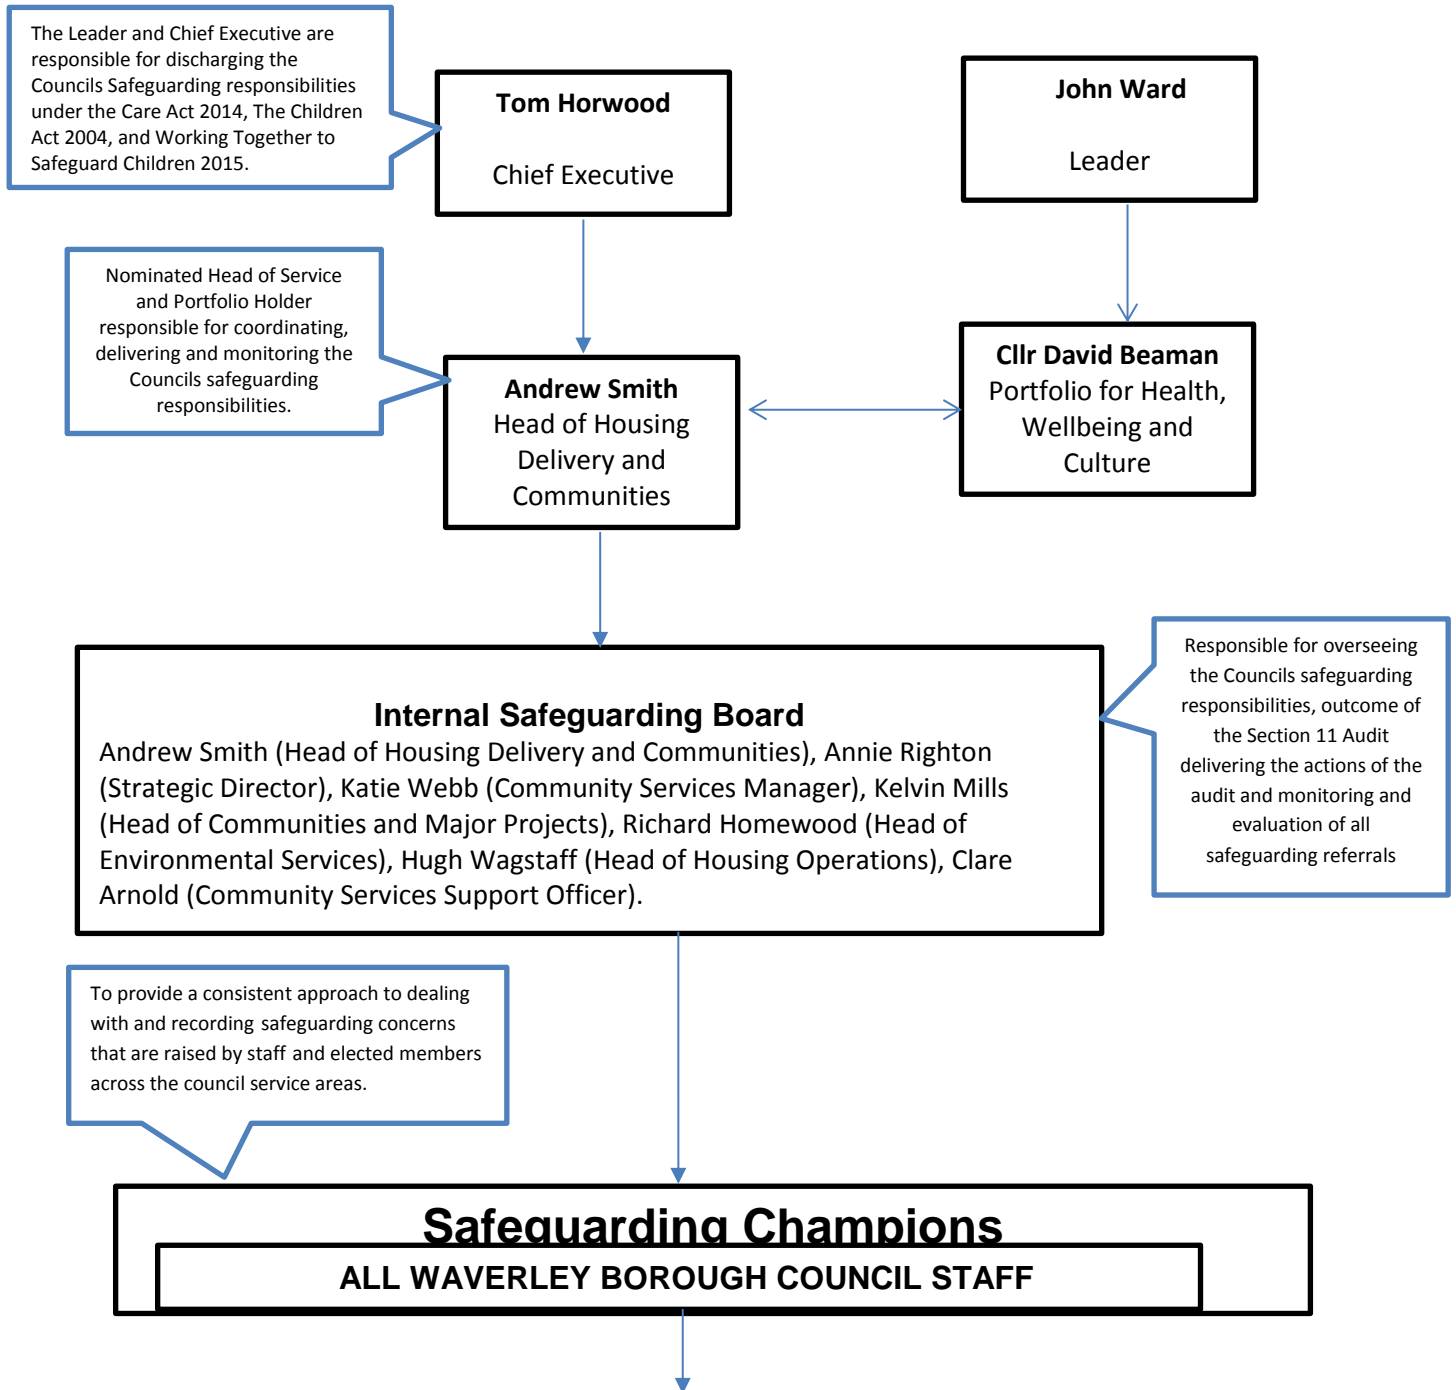 The Leader and Chief Executive are
responsible for discharging the
Councils Safeguarding responsibilities
under the Care Act 2014, The Children
Act 2004, and Working Together to
Safeguard Children 2015.
Tom Horwood
Chief Executive
John Ward
Leader
Nominated Head of Service
and Portfolio Holder
responsible for coordinating,
delivering and monitoring the
Councils safeguarding
responsibilities.
Andrew Smith
Head of Housing
Delivery and
Communities
Cllr David Beaman
Portfolio for Health,
Wellbeing and
Culture
Internal Safeguarding Board
Andrew Smith (Head of Housing Delivery and Communities), Annie Righton
(Strategic Director), Katie Webb (Community Services Manager), Kelvin Mills
(Head of Communities and Major Projects), Richard Homewood (Head of
Environmental Services), Hugh Wagstaff (Head of Housing Operations), Clare
Arnold (Community Services Support Officer).
Responsible for overseeing
the Councils safeguarding
responsibilities, outcome of
the Section 11 Audit
delivering the actions of the
audit and monitoring and
evaluation of all
safeguarding referrals
To provide a consistent approach to dealing
with and recording safeguarding concerns
that are raised by staff and elected members
across the council service areas.
Safeguarding Champions
ALL WAVERLEY BOROUGH COUNCIL STAFF